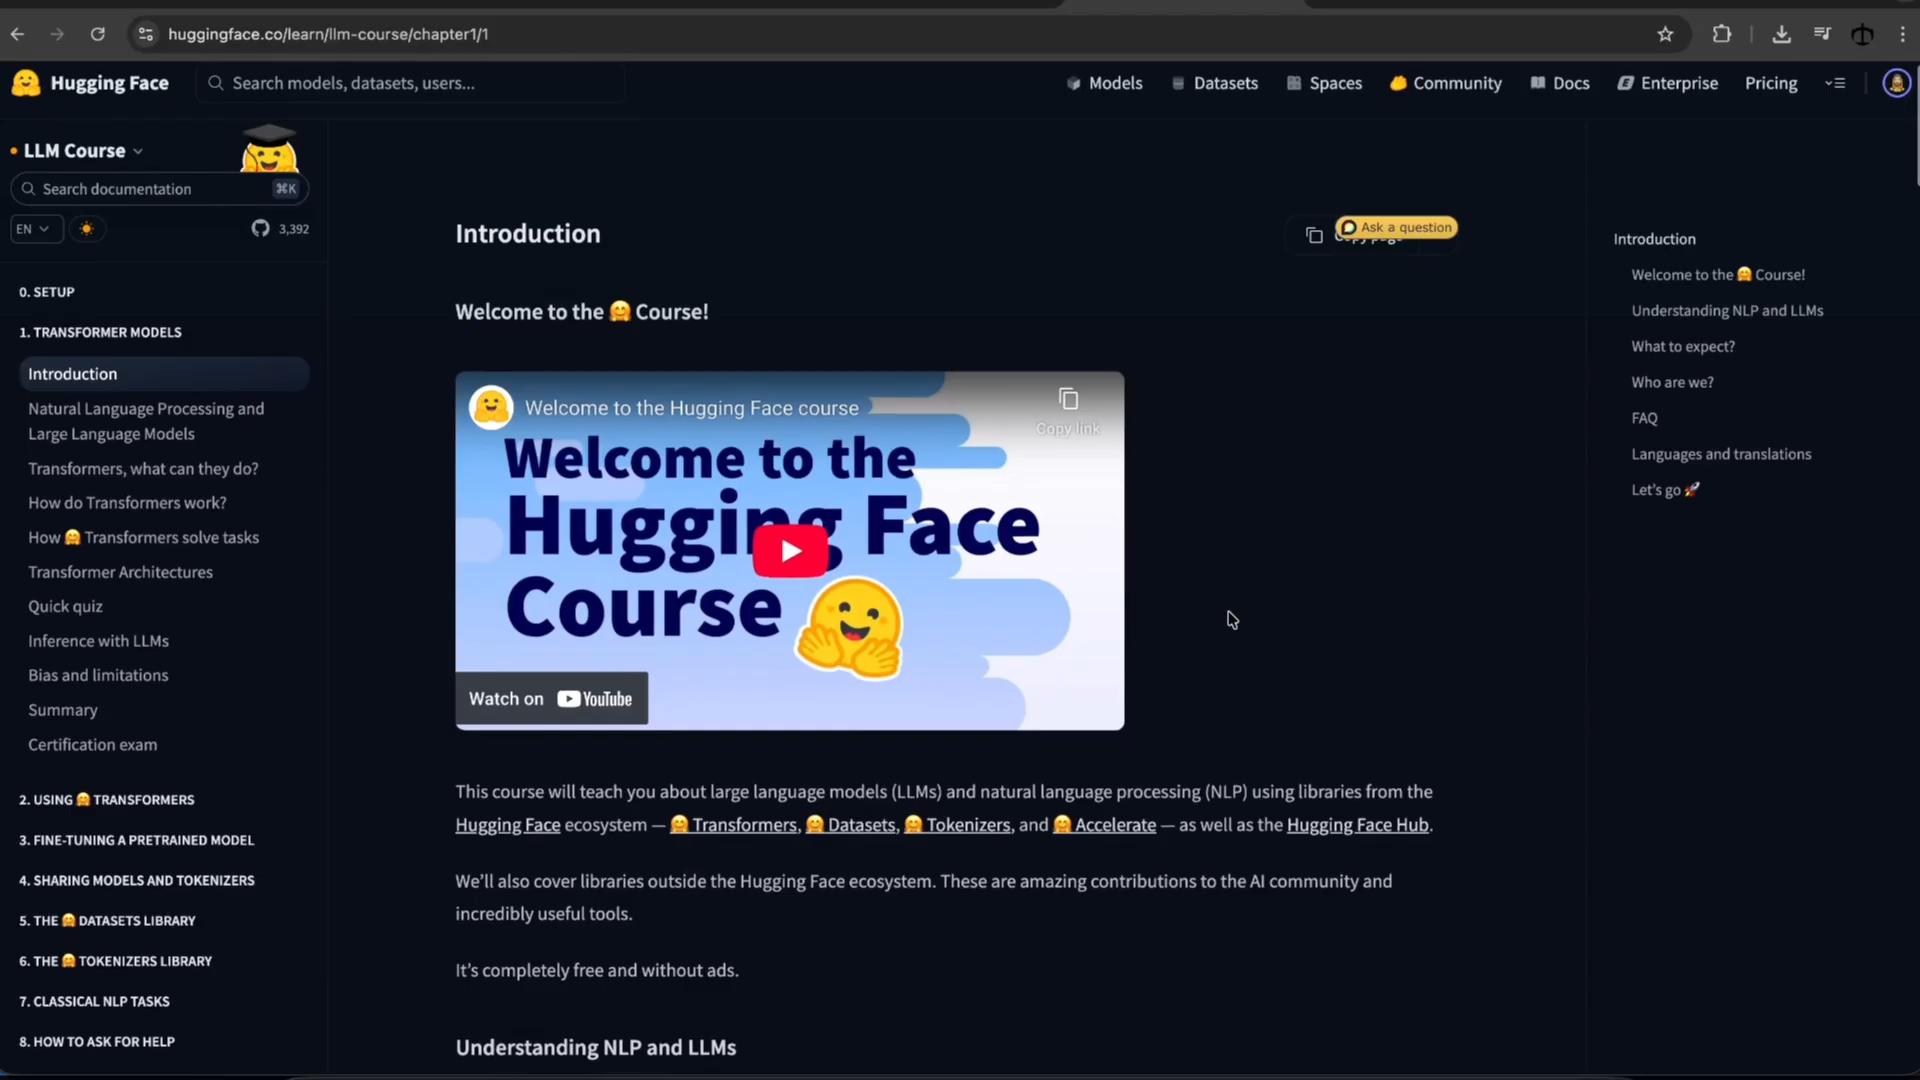 huggingface.co/learn/llm-course/chapter1/1
Hugging Face
Search models, datasets, users...
Models
Datasets
Spaces
Community
Docs
Enterprise
Pricing
LLM Course
Search documentation
⌘K
EN
3,392
0. SETUP
1. TRANSFORMER MODELS
Introduction
Natural Language Processing and
Large Language Models
Transformers, what can they do?
How do Transformers work?
How 🤗 Transformers solve tasks
Transformer Architectures
Quick quiz
Inference with LLMs
Bias and limitations
Summary
Certification exam
2. USING 🤗 TRANSFORMERS
3. FINE-TUNING A PRETRAINED MODEL
4. SHARING MODELS AND TOKENIZERS
5. THE 🤗 DATASETS LIBRARY
6. THE 🤗 TOKENIZERS LIBRARY
7. CLASSICAL NLP TASKS
8. HOW TO ASK FOR HELP
Introduction
Ask a question
Welcome to the 🤗 Course!
Welcome to the Hugging Face course
Copy link
Welcome to the
Hugging Face
Course
Watch on YouTube
This course will teach you about large language models (LLMs) and natural language processing (NLP) using libraries from the
Hugging Face ecosystem — 🤗 Transformers, 🤗 Datasets, 🤗 Tokenizers, and 🤗 Accelerate — as well as the Hugging Face Hub.
We'll also cover libraries outside the Hugging Face ecosystem. These are amazing contributions to the AI community and
incredibly useful tools.
It's completely free and without ads.
Understanding NLP and LLMs
Introduction
Welcome to the 🤗 Course!
Understanding NLP and LLMs
What to expect?
Who are we?
FAQ
Languages and translations
Let's go 🚀